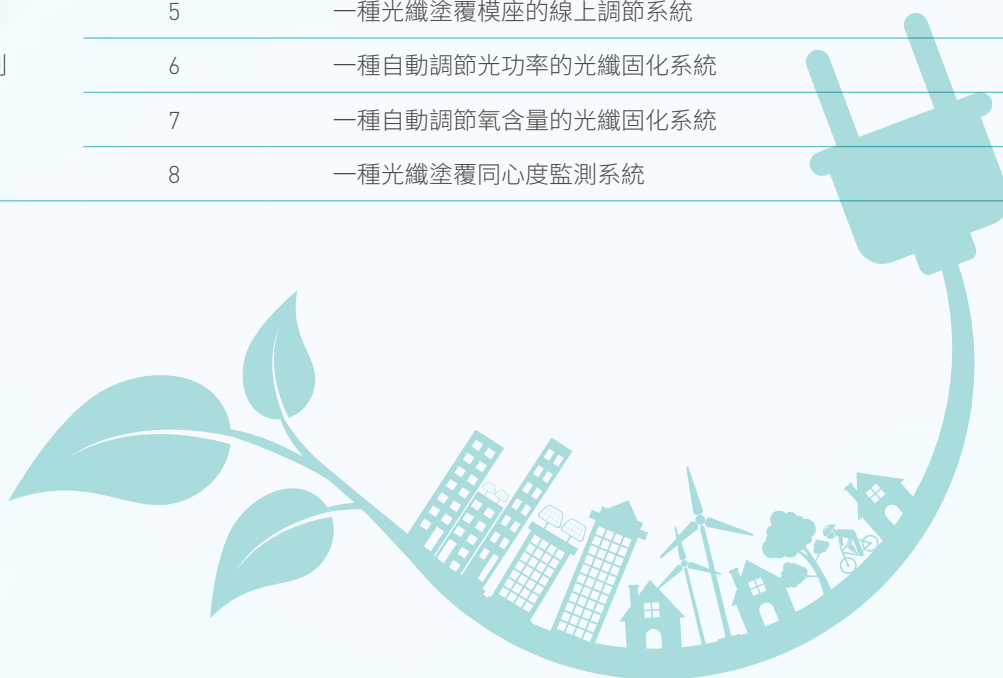 5 一種光纖塗覆模座的線上調節系統
6 一種自動調節光功率的光纖固化系統
7 一種自動調節氧含量的光纖固化系統
8 一種光纖塗覆同心度監測系統